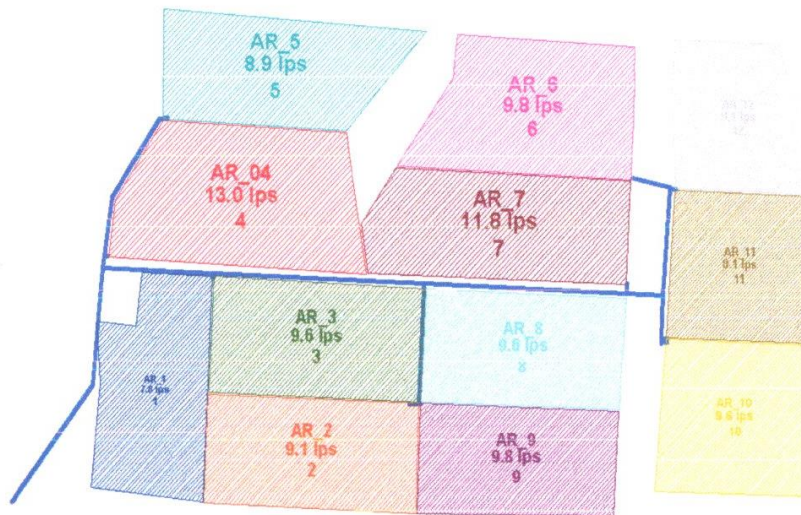 AR_5
8.9 lps
5
AR_6
9.8 lps
6
AR_04
13.0 lps
4
AR_7
11.8 lps
7
AR_11
11
AR_3
9.6 lps
3
AR_8
9.6 lps
8
AR_1
1
AR_2
9.1 lps
2
AR_9
9.8 lps
9
AR_10
10